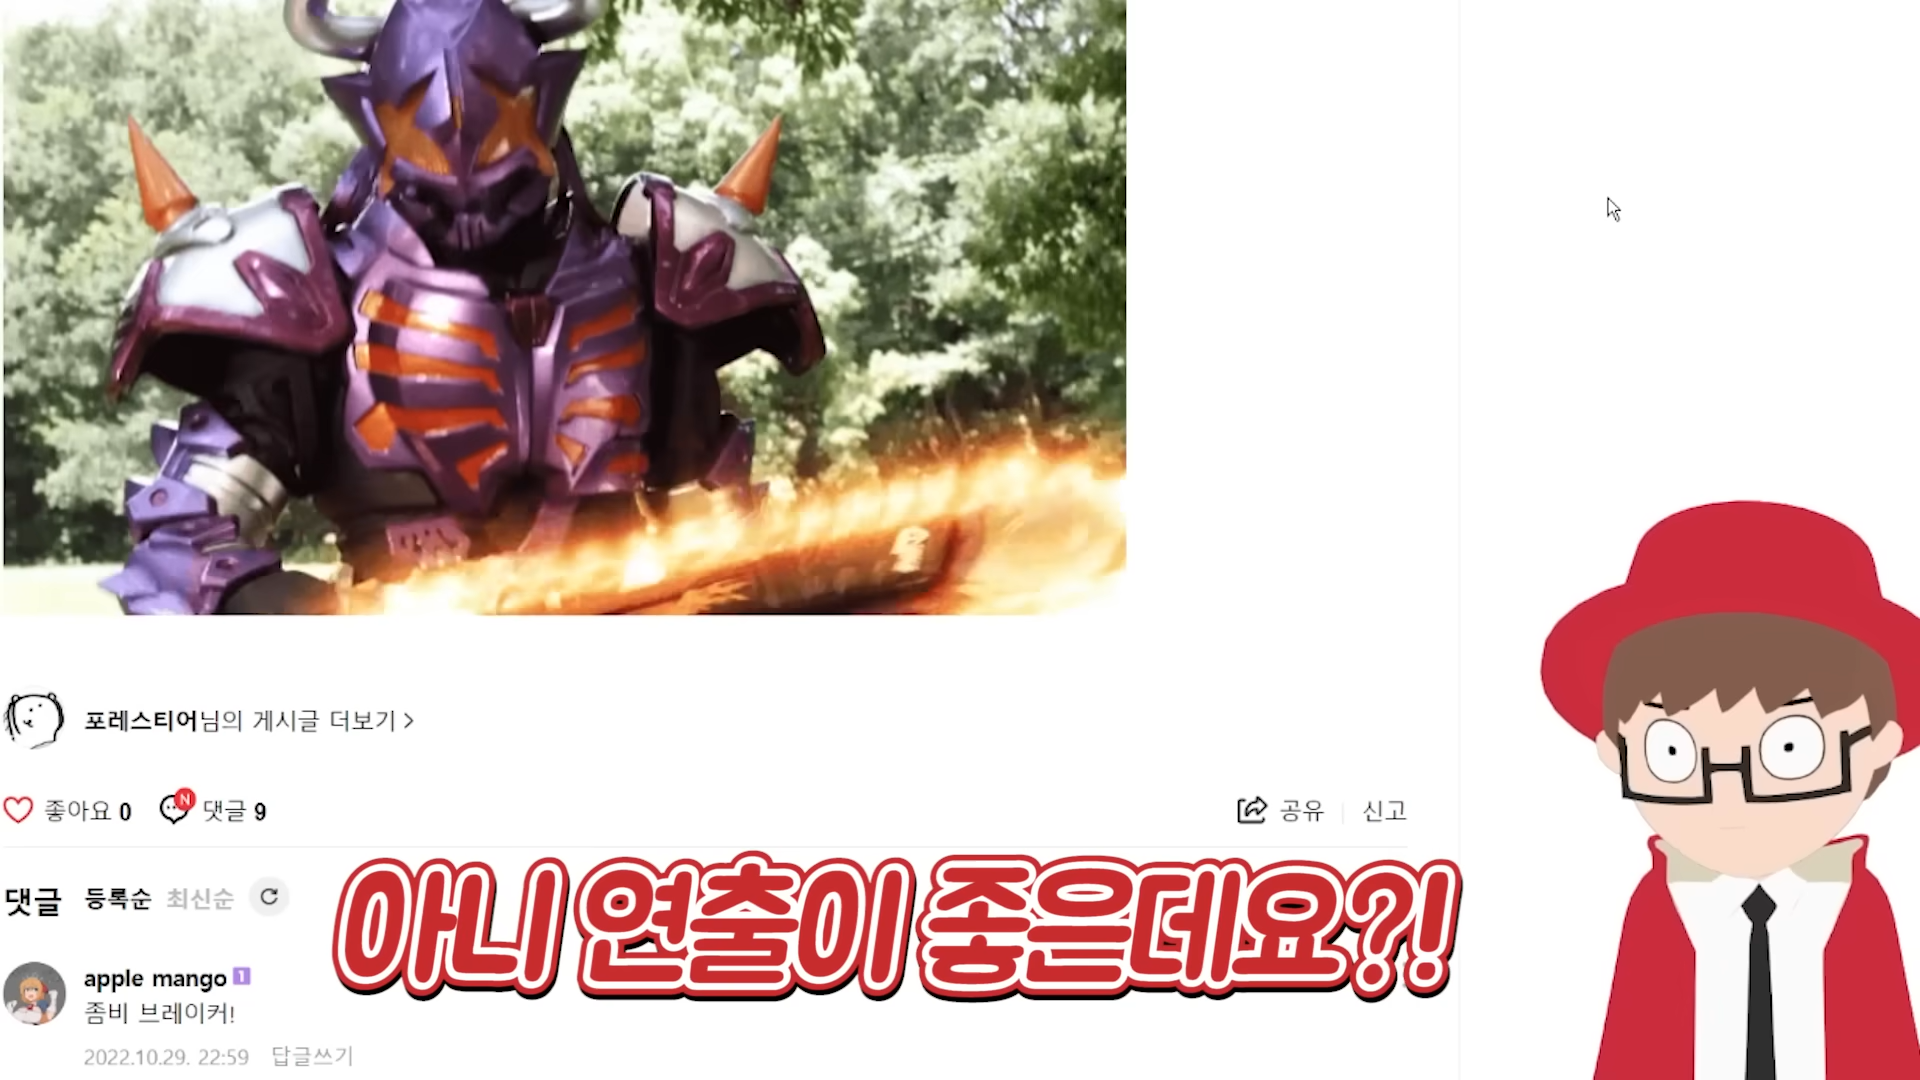 포레스티어님의 게시글 더보기 >
좋아요 0 N 댓글 9 공유 신고
댓글 등록순 최신순
아니 연출이 좋은데요?!
apple mango 1
좀비 브레이커!
2022.10.29. 22:59 답글쓰기